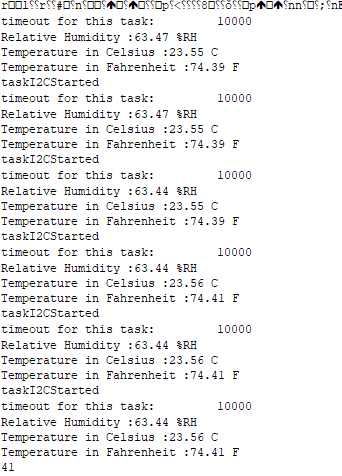 timeout for this task: 10000
Relative Humidity :63.47 %RH
Temperature in Celsius :23.55 C
Temperature in Fahrenheit :74.39 F
taskI2CStarted
timeout for this task: 10000
Relative Humidity :63.47 %RH
Temperature in Celsius :23.55 C
Temperature in Fahrenheit :74.39 F
taskI2CStarted
timeout for this task: 10000
Relative Humidity :63.44 %RH
Temperature in Celsius :23.55 C
Temperature in Fahrenheit :74.39 F
taskI2CStarted
timeout for this task: 10000
Relative Humidity :63.44 %RH
Temperature in Celsius :23.56 C
Temperature in Fahrenheit :74.41 F
taskI2CStarted
timeout for this task: 10000
Relative Humidity :63.44 %RH
Temperature in Celsius :23.56 C
Temperature in Fahrenheit :74.41 F
taskI2CStarted
timeout for this task: 10000
Relative Humidity :63.44 %RH
Temperature in Celsius :23.56 C
Temperature in Fahrenheit :74.41 F
41